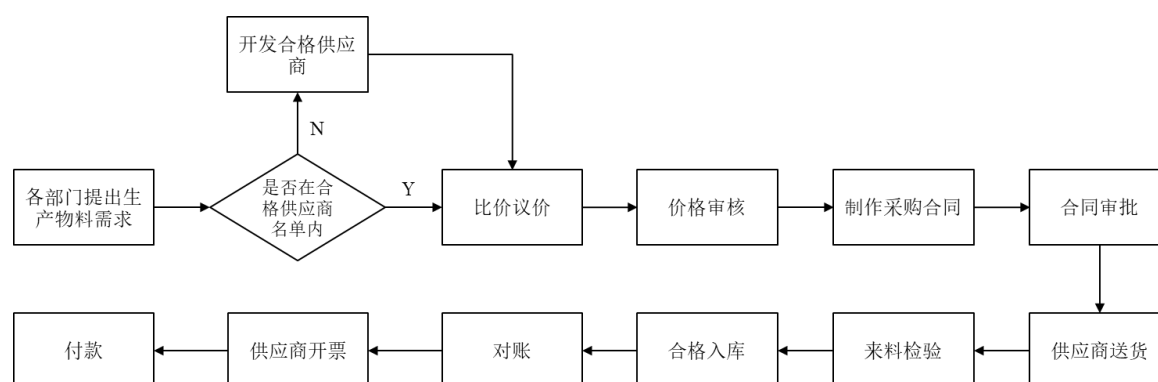 开发合格供应
商
N
各部门提出生
产物料需求
是否在合
格供应商
名单内
Y
比价议价
价格审核
制作采购合同
合同审批
付款
供应商开票
对账
合格入库
来料检验
供应商送货